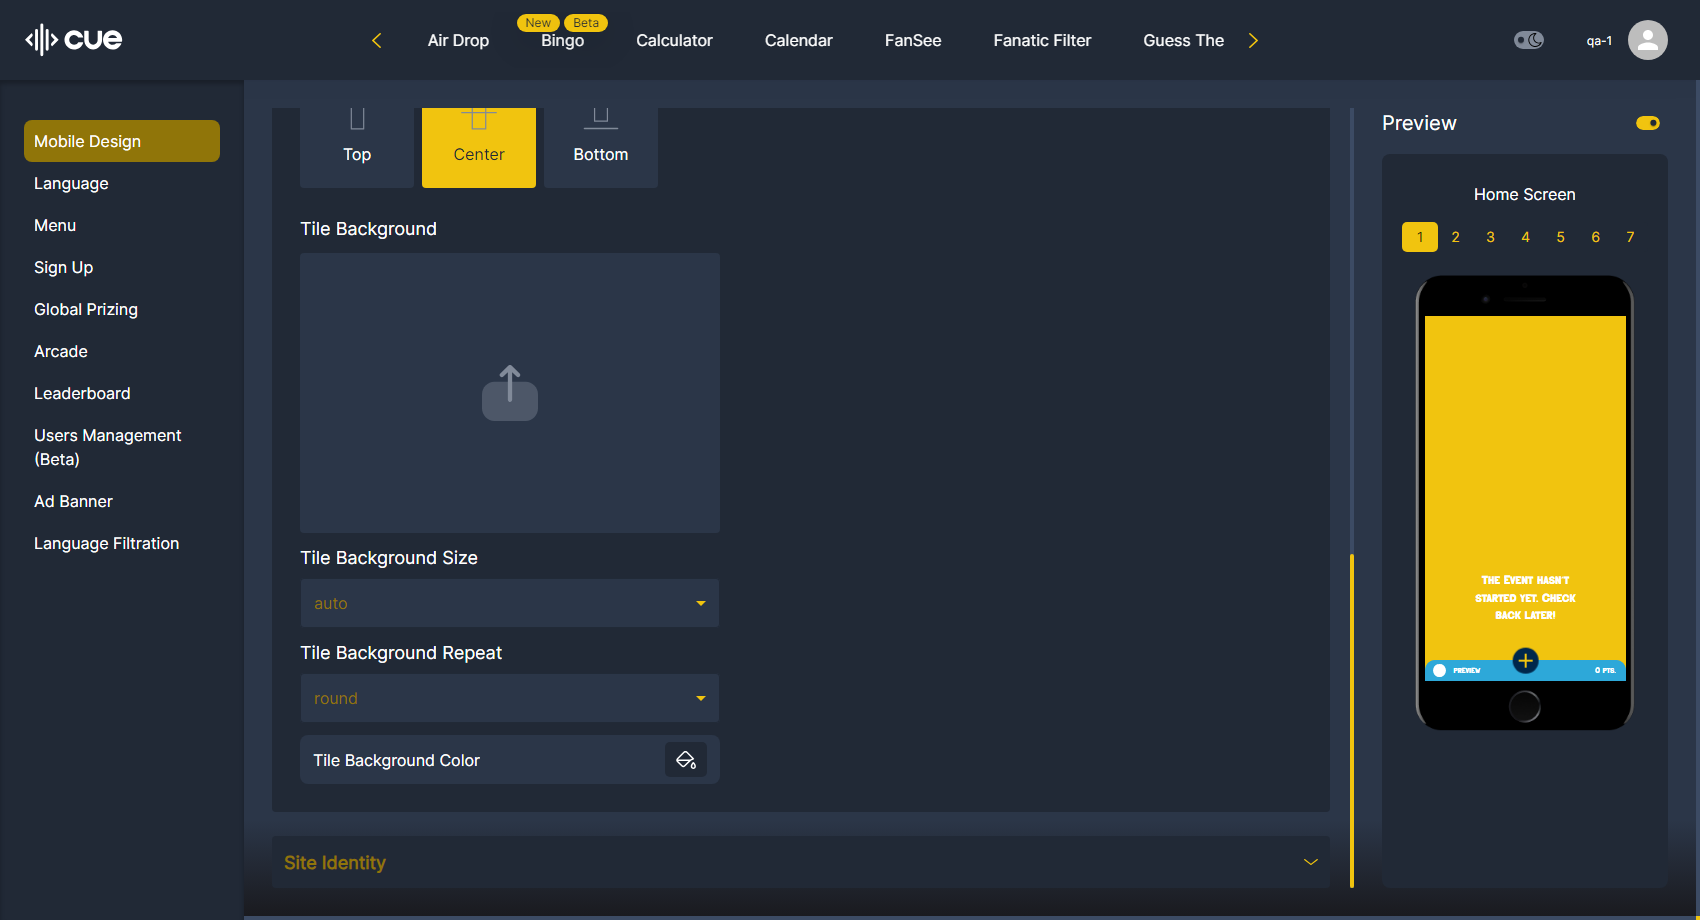 cue
Air Drop
New
Beta
Bingo
Calculator
Calendar
FanSee
Fanatic Filter
Guess The
qa-1
Mobile Design
Language
Menu
Sign Up
Global Prizing
Arcade
Leaderboard
Users Management
(Beta)
Ad Banner
Language Filtration
Top
Center
Bottom
Tile Background
Tile Background Size
auto
Tile Background Repeat
round
Tile Background Color
Site Identity
Preview
Home Screen
1 2 3 4 5 6 7
The Event hasn't
started yet. Check
back later!
PREVIEW
0 PTS.